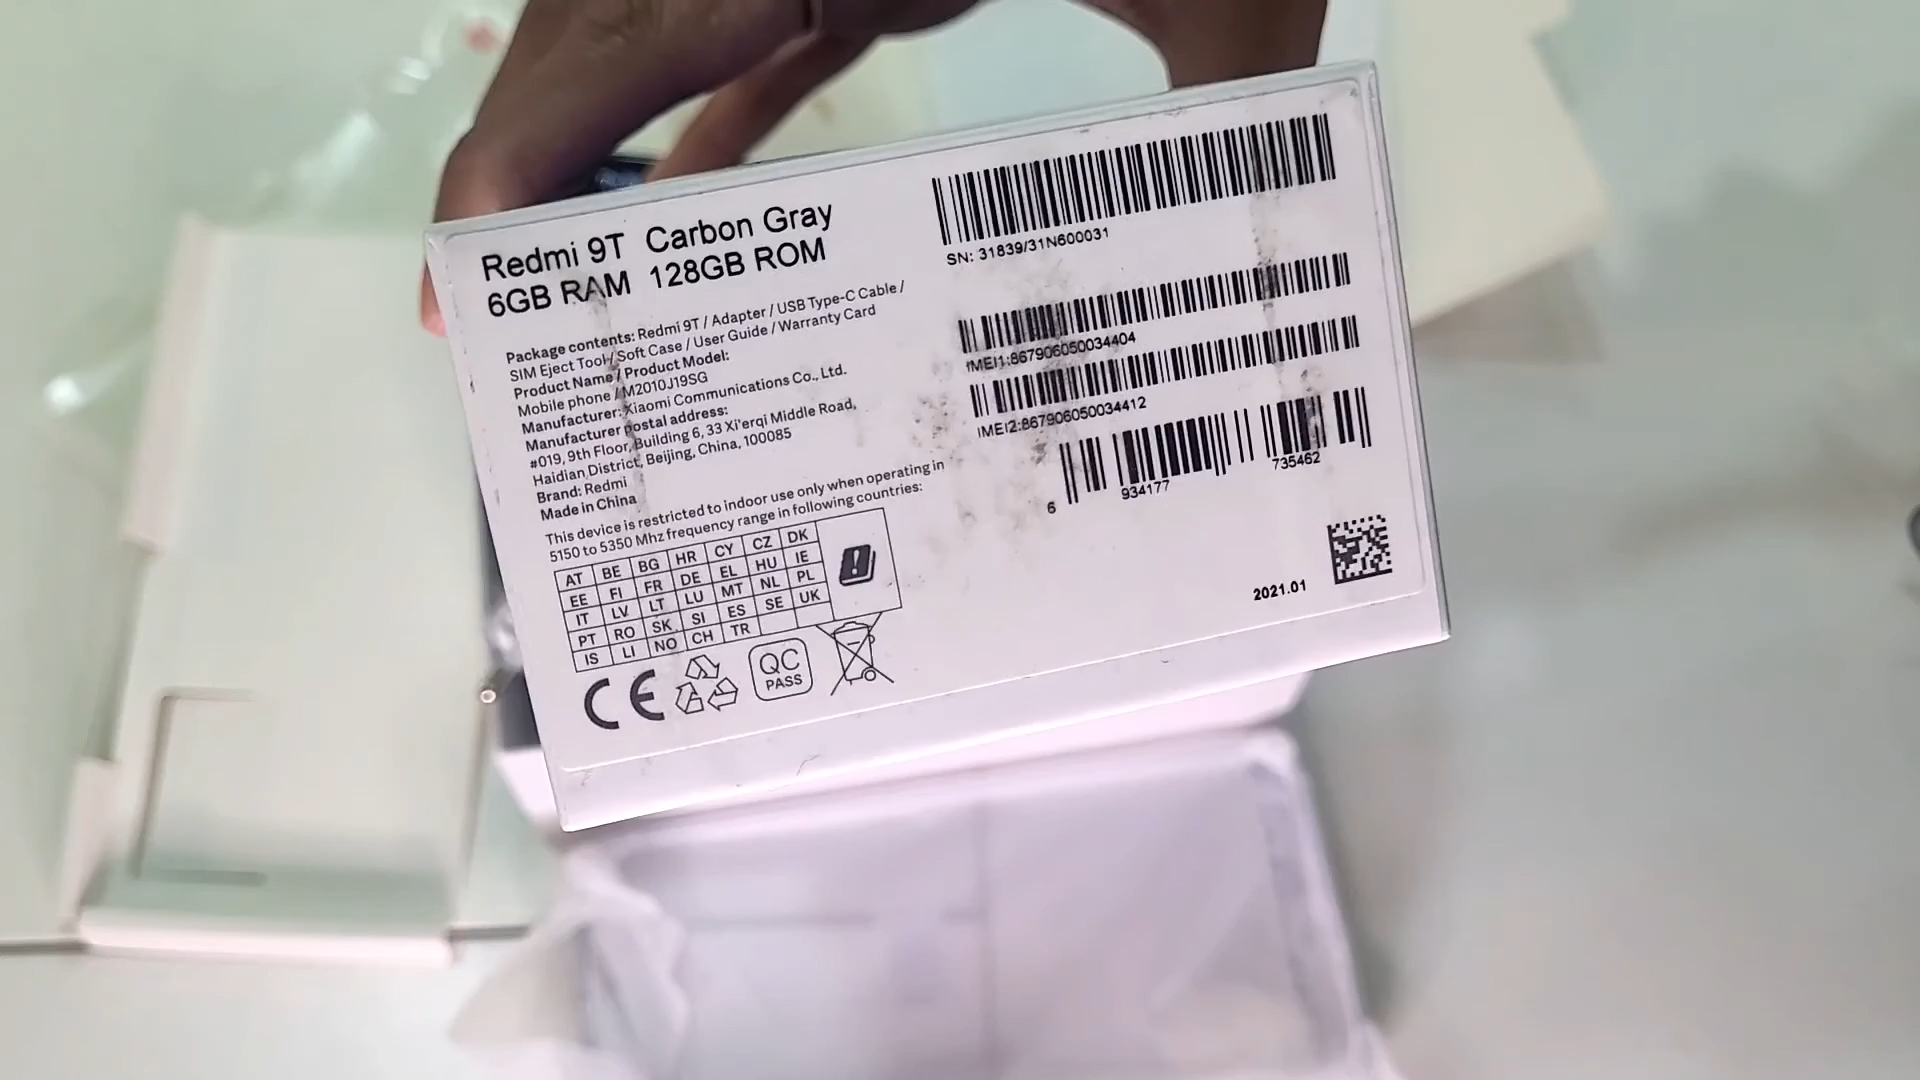 Redmi 9T Carbon Gray
6GB RAM 128GB ROM
Package contents: Redmi 9T / Adapter / USB Type-C Cable /
SIM Eject Tool / Soft Case / User Guide / Warranty Card
Product Name / Product Model:
Mobile phone / M2010J19SG
Manufacturer: Xiaomi Communications Co., Ltd.
Manufacturer postal address:
#019, 9th Floor, Building 6, 33 Xi'erqi Middle Road,
Haidian District, Beijing, China, 100085
Brand: Redmi
Made in China
This device is restricted to indoor use only when operating in
5150 to 5350 Mhz frequency range in following countries:
AT BE BG HR CY CZ DK
EE FI FR DE EL HU IE
IT LV LT LU MT NL PL
PT RO SK SI ES SE UK
IS LI NO CH TR
CE
QC
PASS
SN: 31839/31N600031
IMEI1:867906050034404
IMEI2:867906050034412
6 934177 735462
2021.01